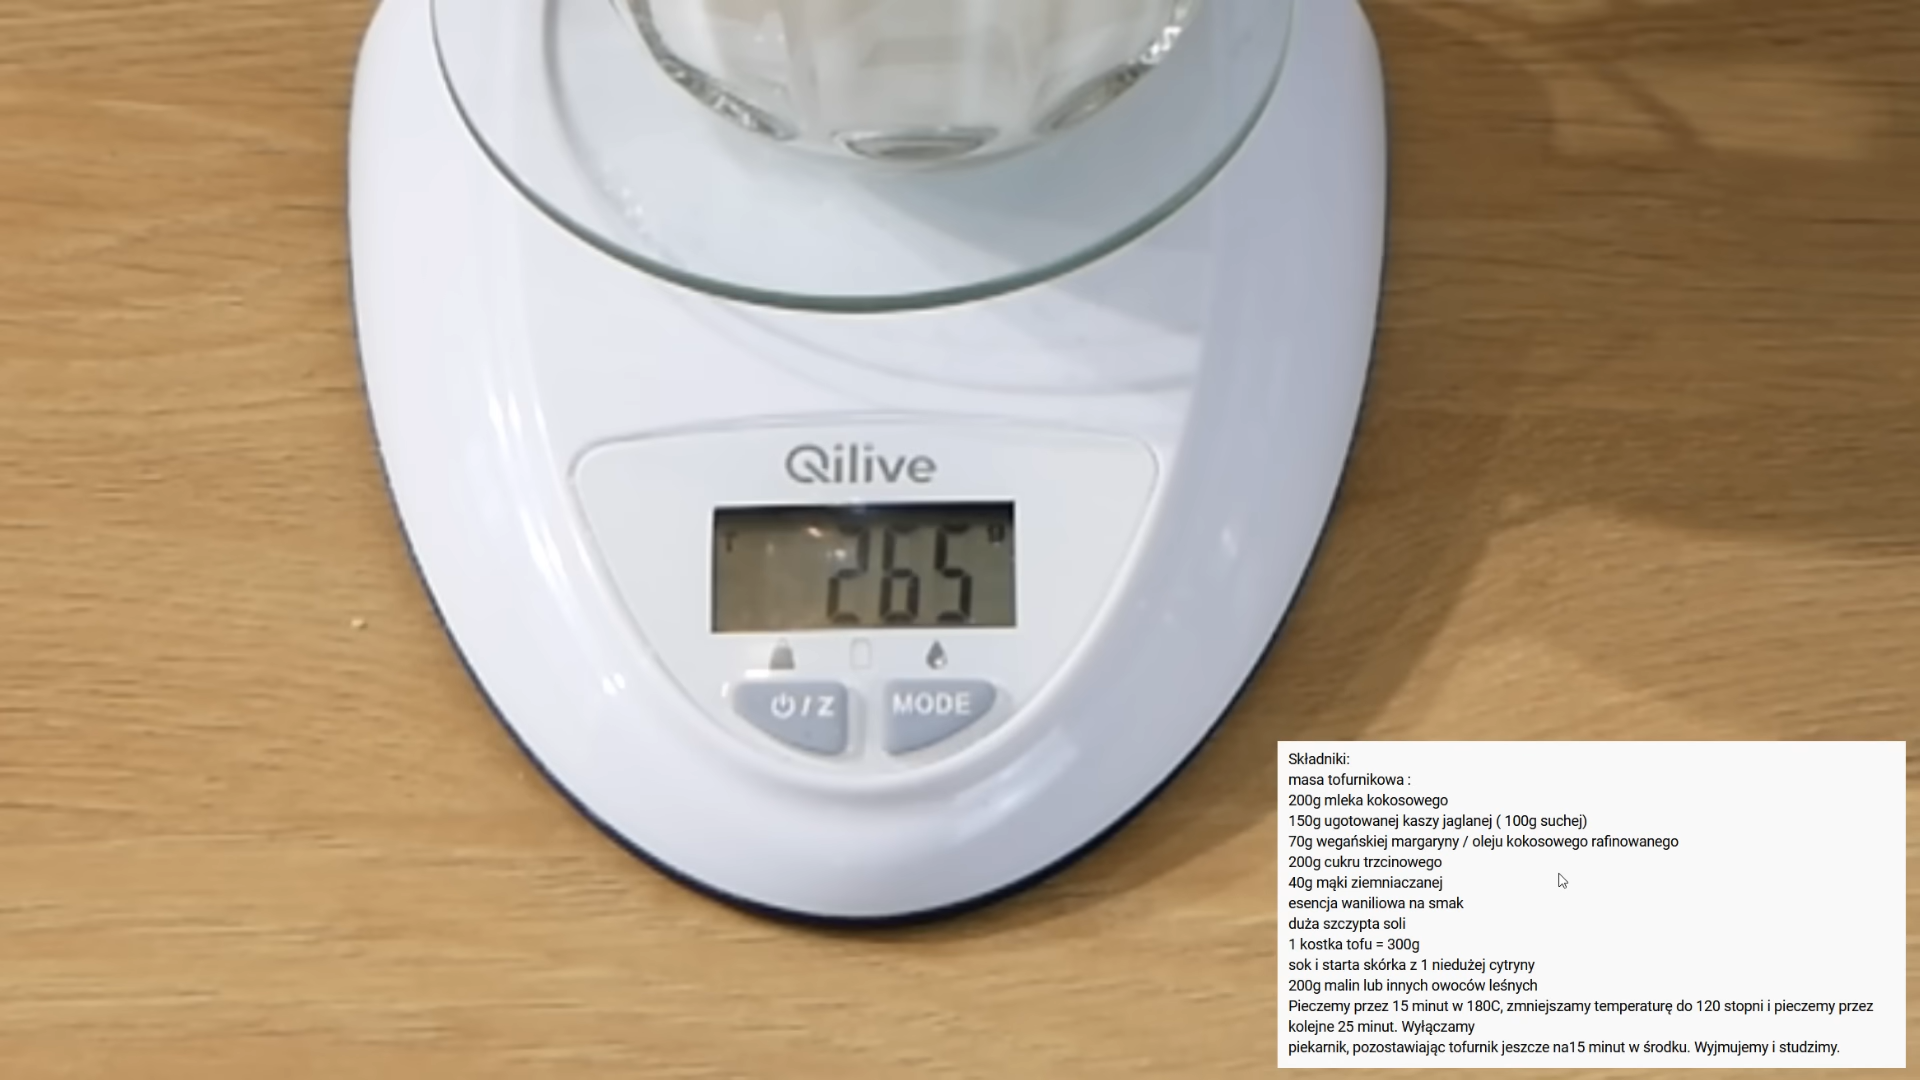 Qilive
T
265
g
⏻/Z
MODE
Składniki:
masa tofurnikowa :
200g mleka kokosowego
150g ugotowanej kaszy jaglanej ( 100g suchej)
70g wegańskiej margaryny / oleju kokosowego rafinowanego
200g cukru trzcinowego
40g mąki ziemniaczanej
esencja waniliowa na smak
duża szczypta soli
1 kostka tofu = 300g
sok i starta skórka z 1 niedużej cytryny
200g malin lub innych owoców leśnych
Pieczemy przez 15 minut w 180C, zmniejszamy temperaturę do 120 stopni i pieczemy przez
kolejne 25 minut. Wyłączamy
piekarnik, pozostawiając tofurnik jeszcze na15 minut w środku. Wyjmujemy i studzimy.